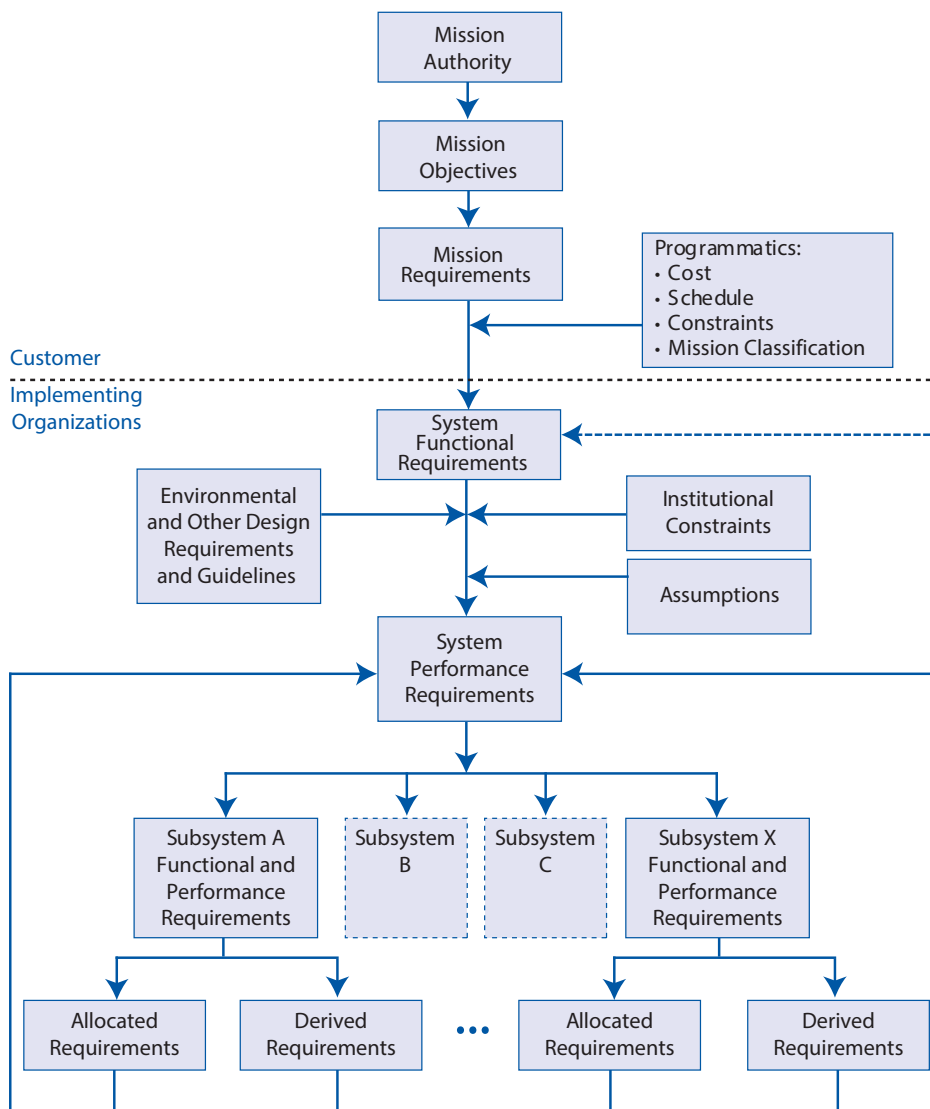 Mission
Authority
Mission
Objectives
Mission
Requirements
Programmatics:
• Cost
• Schedule
• Constraints
• Mission Classification
Customer
Implementing
Organizations
System
Functional
Requirements
Environmental
and Other Design
Requirements
and Guidelines
Institutional
Constraints
Assumptions
System
Performance
Requirements
Subsystem A
Functional and
Performance
Requirements
Subsystem
B
Subsystem
C
Subsystem X
Functional and
Performance
Requirements
Allocated
Requirements
Derived
Requirements
•••
Allocated
Requirements
Derived
Requirements